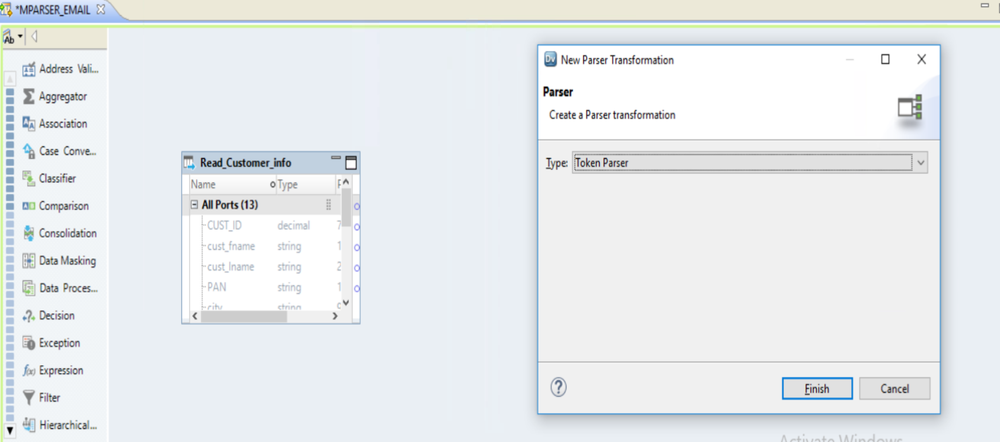 *MPARSER_EMAIL
Ab
Address Vali...
Aggregator
Association
Case Conve...
Classifier
Comparison
Consolidation
Data Masking
Data Proces...
Decision
Exception
f(x) Expression
Filter
Hierarchical...
Read_Customer_info
Name Type
All Ports (13)
CUST_ID decimal 7
cust_fname string 1
cust_lname string 2
PAN string 1
city string
Dv New Parser Transformation
Parser
Create a Parser transformation
Type: Token Parser
? Finish Cancel
Activate Windows